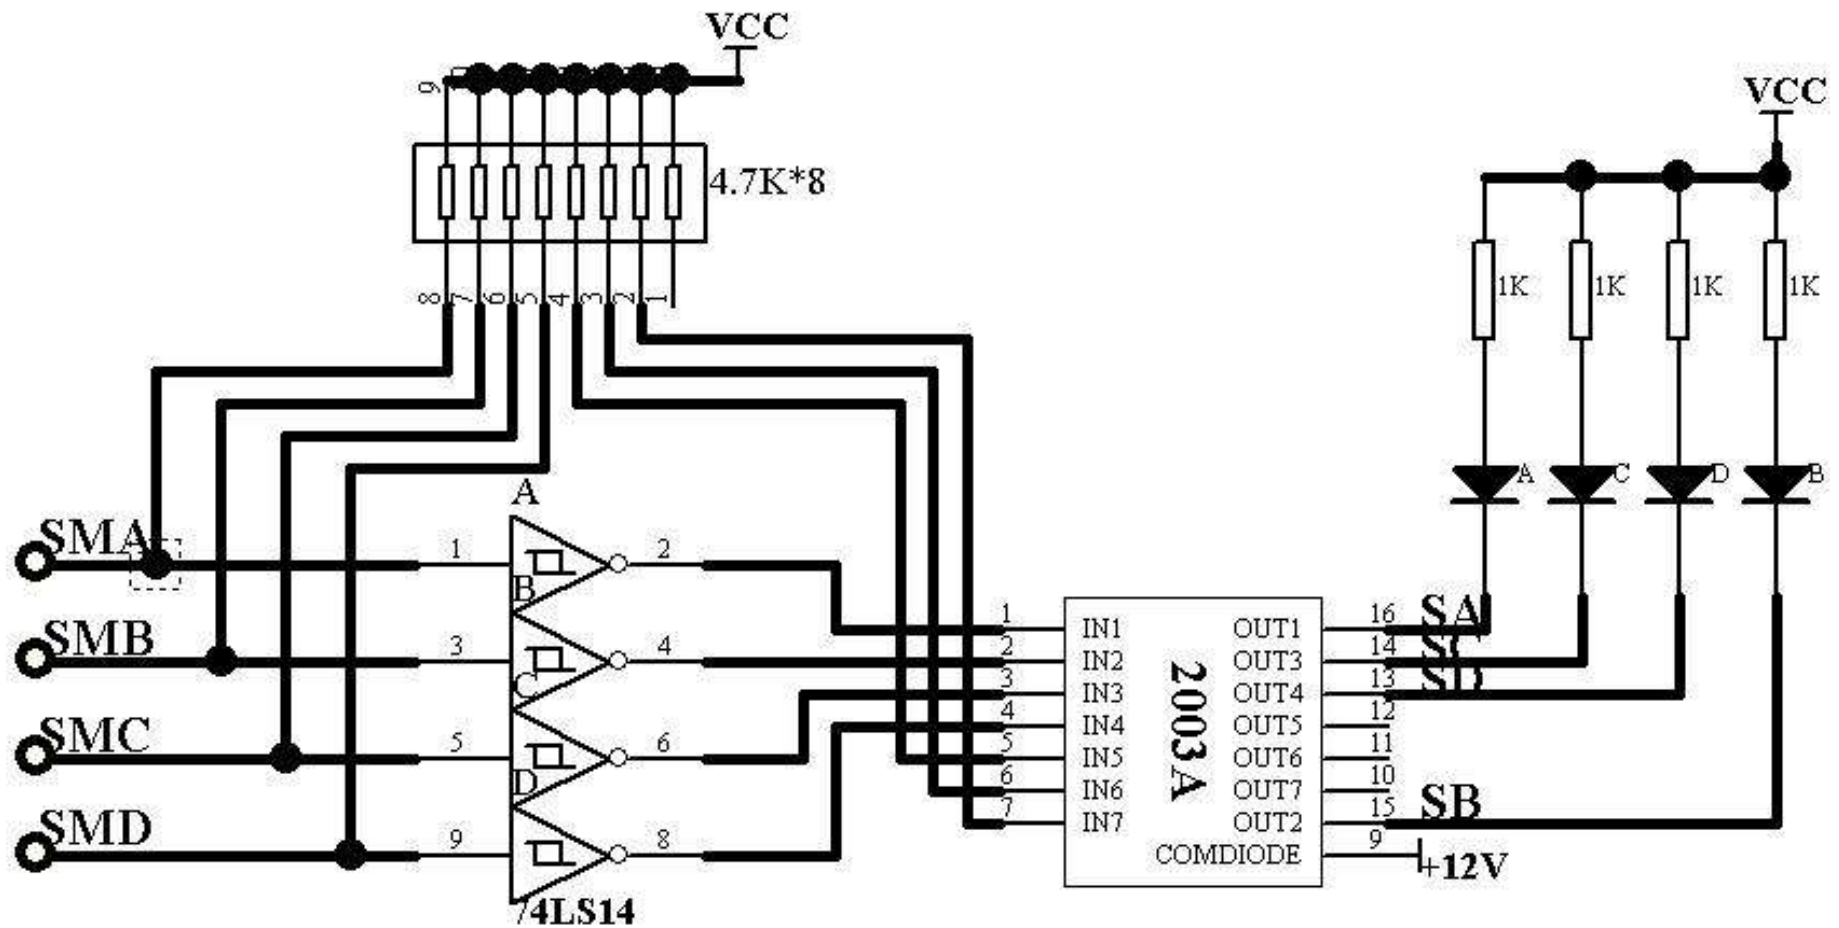 VCC
9
4.7K*8
8 7 6 5 4 3 2 1
VCC
1K 1K 1K 1K
A C D B
SMA
SMB
SMC
SMD
A
1 2
B
3 4
C
5 6
D
9 8
74LS14
1 IN1 OUT1 16 SA
2 IN2 OUT3 14
3 IN3 OUT4 13
4 IN4 OUT5 12
5 IN5 OUT6 11
6 IN6 OUT7 10
7 IN7 OUT2 15 SB
2003A
COMDIODE 9 +12V